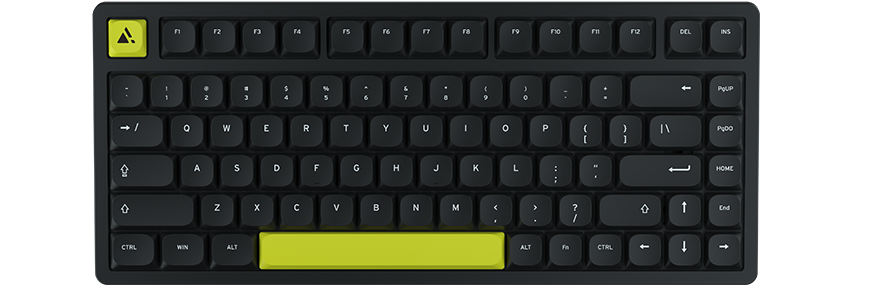 F1 F2 F3 F4 F5 F6 F7 F8 F9 F10 F11 F12 DEL INS
~ ! @ # $ % ^ & * ( ) _ + ← PgUP
` 1 2 3 4 5 6 7 8 9 0 - =
→ / Q W E R T Y U I O P { } | \ PgDO
[ ]
A S D F G H J K L : " HOME
; '
Z X C V B N M < > ? ↑ End
, . /
CTRL WIN ALT ALT Fn CTRL ← ↓ →